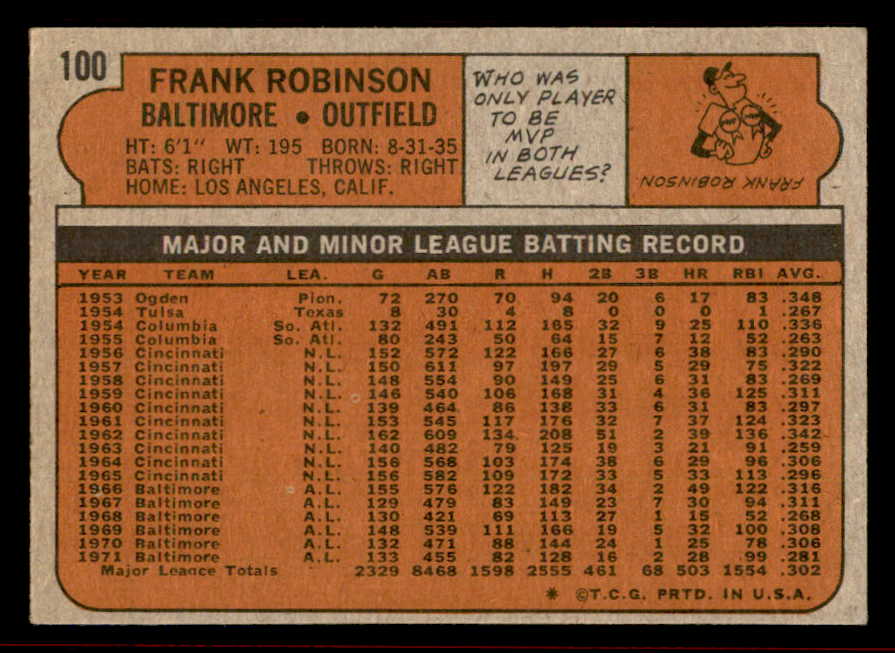 100
FRANK ROBINSON
BALTIMORE • OUTFIELD
HT: 6'1" WT: 195 BORN: 8-31-35
BATS: RIGHT THROWS: RIGHT
HOME: LOS ANGELES, CALIF.
WHO WAS
ONLY PLAYER
TO BE
MVP
IN BOTH
LEAGUES?
MVP MVP
FRANK ROBINSON
MAJOR AND MINOR LEAGUE BATTING RECORD
YEAR TEAM LEA. G AB R H 2B 3B HR RBI AVG.
1953 Ogden Pion. 72 270 70 94 20 6 17 83 .348
1954 Tulsa Texas 8 30 4 8 0 0 0 1 .267
1954 Columbia So. Atl. 132 491 112 165 32 9 25 110 .336
1955 Columbia So. Atl. 80 243 50 64 15 7 12 52 .263
1956 Cincinnati N.L. 152 572 122 166 27 6 38 83 .290
1957 Cincinnati N.L. 150 611 97 197 29 5 29 75 .322
1958 Cincinnati N.L. 148 554 90 149 25 6 31 83 .269
1959 Cincinnati N.L. 146 540 106 168 31 4 36 125 .311
1960 Cincinnati N.L. 139 464 86 138 33 6 31 83 .297
1961 Cincinnati N.L. 153 545 117 176 32 7 37 124 .323
1962 Cincinnati N.L. 162 609 134 208 51 2 39 136 .342
1963 Cincinnati N.L. 140 482 79 125 19 3 21 91 .259
1964 Cincinnati N.L. 156 568 103 174 38 6 29 96 .306
1965 Cincinnati N.L. 156 582 109 172 33 5 33 113 .296
1966 Baltimore A.L. 155 576 122 182 34 2 49 122 .316
1967 Baltimore A.L. 129 479 83 149 23 7 30 94 .311
1968 Baltimore A.L. 130 421 69 113 27 1 15 52 .268
1969 Baltimore A.L. 148 539 111 166 19 5 32 100 .308
1970 Baltimore A.L. 132 471 88 144 24 1 25 78 .306
1971 Baltimore A.L. 133 455 82 128 16 2 28 99 .281
Major League Totals 2329 8468 1598 2555 461 68 503 1554 .302
* ©T.C.G. PRTD. IN U.S.A.